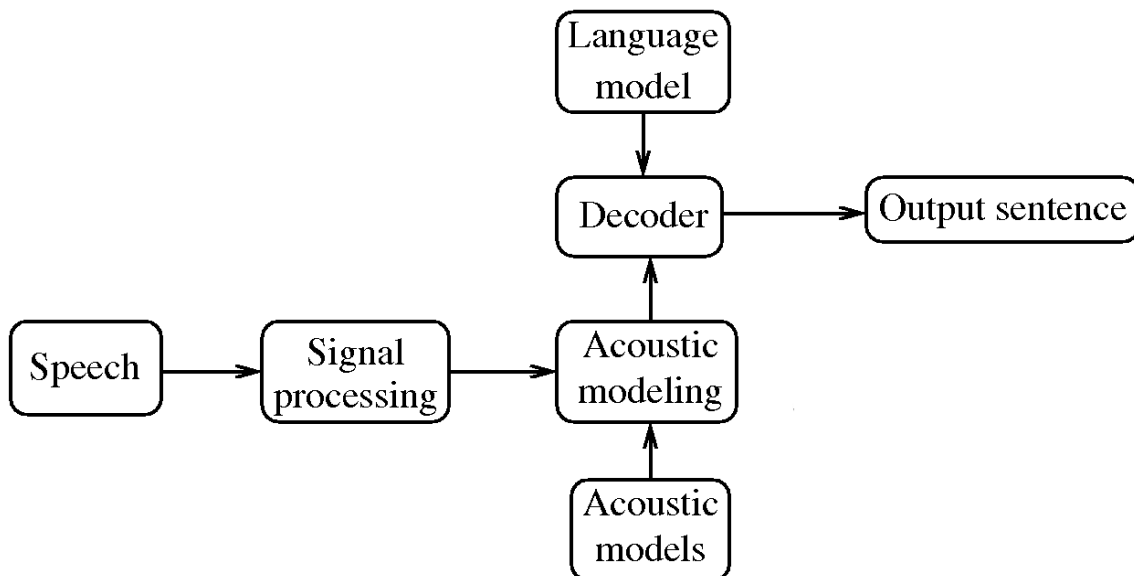 Language
model
Decoder
Output sentence
Speech
Signal
processing
Acoustic
modeling
Acoustic
models